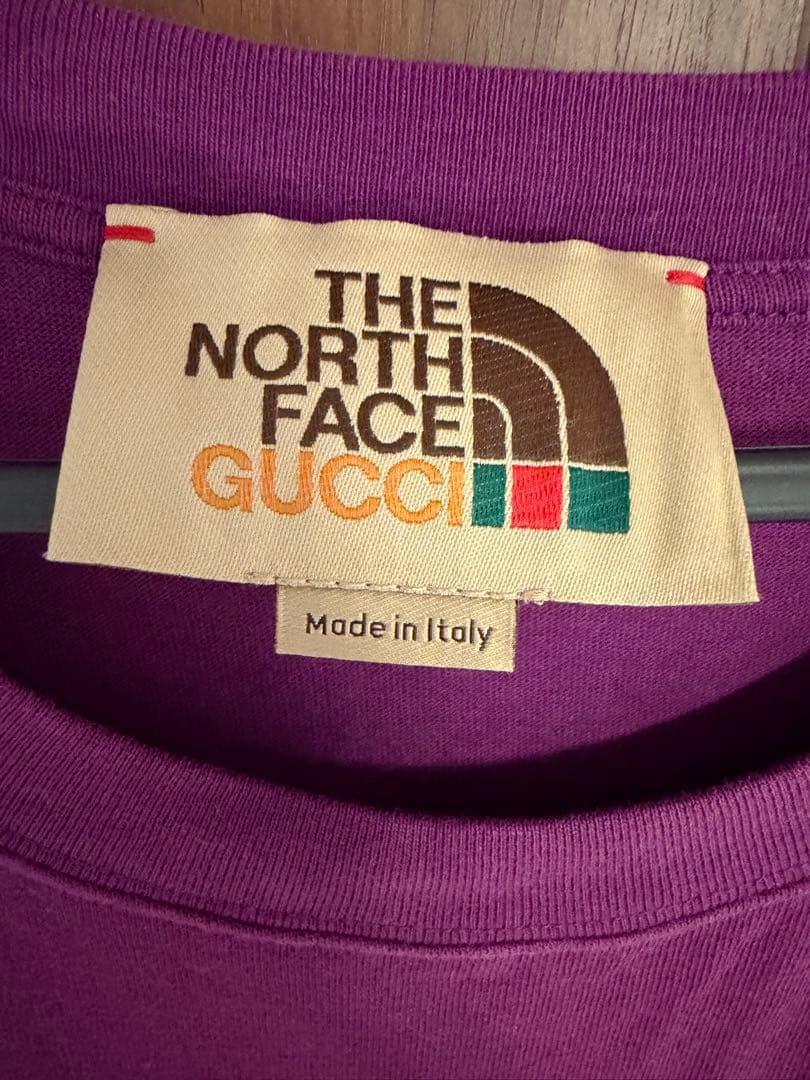 THE
NORTH
FACE
GUCCI
Made in Italy